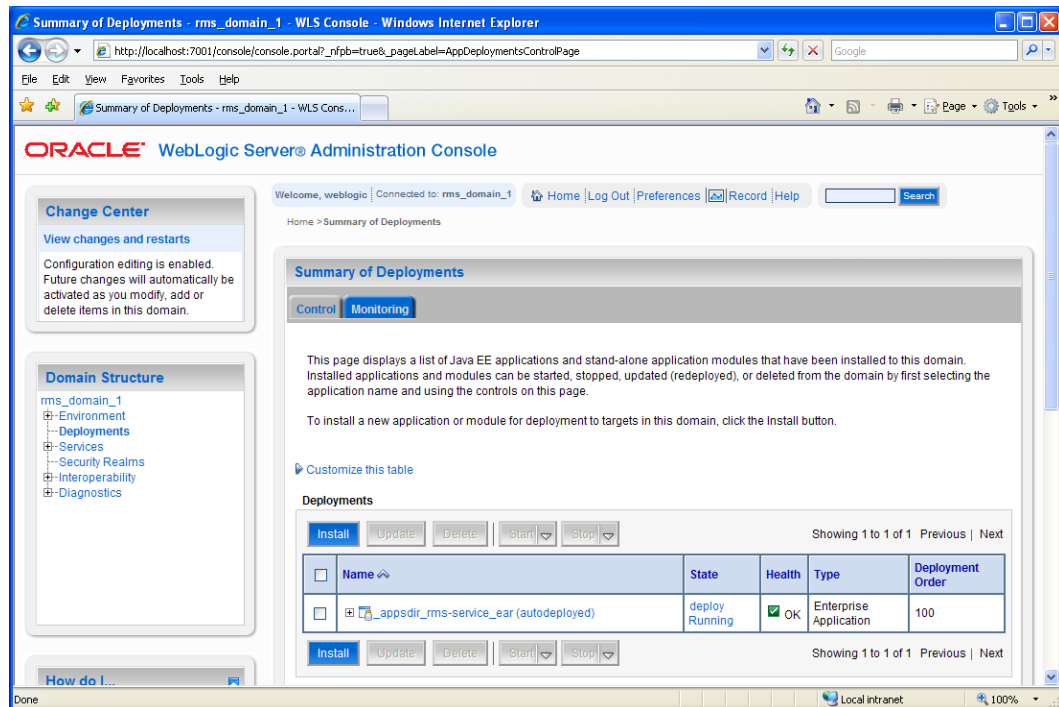 Summary of Deployments - rms_domain_1 - WLS Console - Windows Internet Explorer
http://localhost:7001/console/console.portal?_nfpb=true&_pageLabel=AppDeploymentsControlPage
Google
File Edit View Favorites Tools Help
Summary of Deployments - rms_domain_1 - WLS Cons...
Page Tools »
ORACLE® WebLogic Server® Administration Console
Change Center
View changes and restarts
Configuration editing is enabled.
Future changes will automatically be
activated as you modify, add or
delete items in this domain.
Domain Structure
rms_domain_1
Environment
Deployments
Services
Security Realms
Interoperability
Diagnostics
How do I...
Welcome, weblogic Connected to: rms_domain_1 Home Log Out Preferences Record Help Search
Home >Summary of Deployments
Summary of Deployments
Control Monitoring
This page displays a list of Java EE applications and stand-alone application modules that have been installed to this domain.
Installed applications and modules can be started, stopped, updated (redeployed), or deleted from the domain by first selecting the
application name and using the controls on this page.
To install a new application or module for deployment to targets in this domain, click the Install button.
Customize this table
Deployments
Install Update Delete Start Stop Showing 1 to 1 of 1 Previous | Next
Name State Health Type Deployment
Order
_appsdir_rms-service_ear (autodeployed) deploy
Running OK Enterprise
Application 100
Install Update Delete Start Stop Showing 1 to 1 of 1 Previous | Next
Done Local intranet 100%